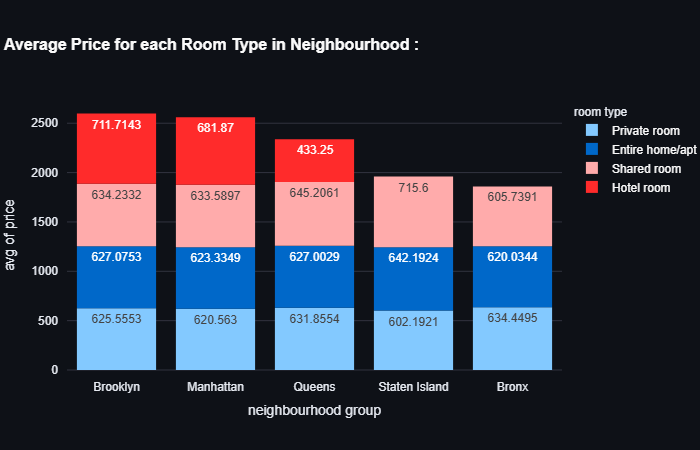 Average Price for each Room Type in Neighbourhood :
room type
Private room
Entire home/apt
Shared room
Hotel room
avg of price
2500
2000
1500
1000
500
0
711.7143
681.87
433.25
634.2332
633.5897
645.2061
715.6
605.7391
627.0753
623.3349
627.0029
642.1924
620.0344
625.5553
620.563
631.8554
602.1921
634.4495
Brooklyn
Manhattan
Queens
Staten Island
Bronx
neighbourhood group